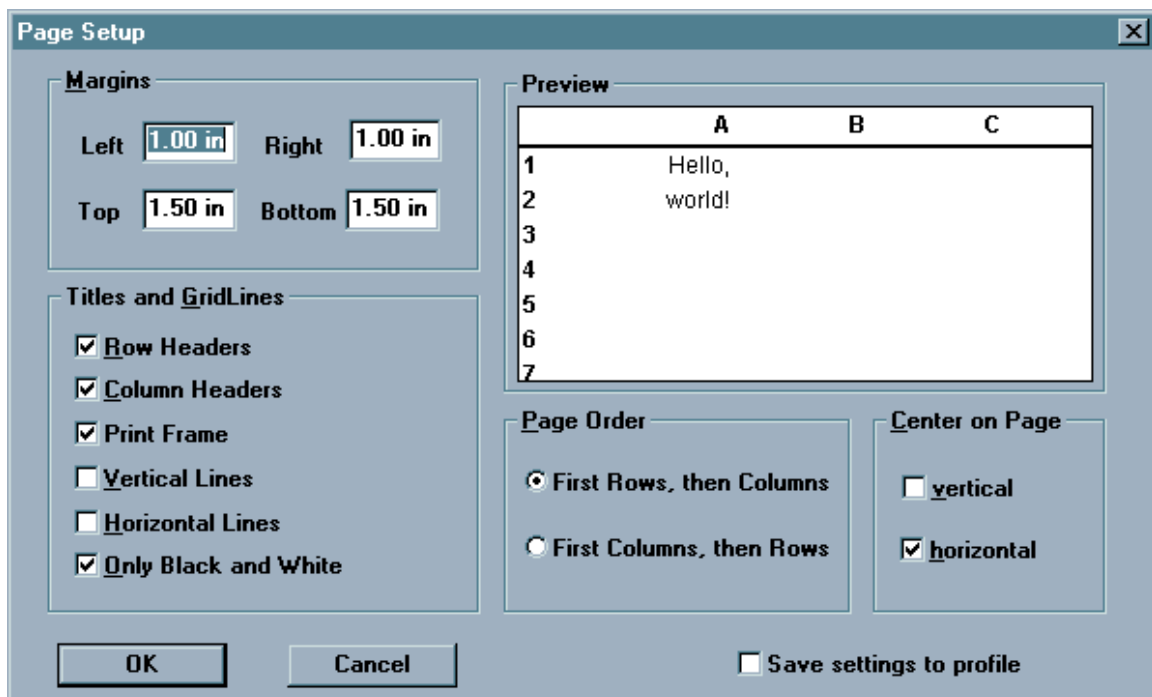 Page Setup
Margins
Left 1.00 in Right 1.00 in
Top 1.50 in Bottom 1.50 in
Titles and GridLines
Row Headers
Column Headers
Print Frame
Vertical Lines
Horizontal Lines
Only Black and White
Preview
A B C
1 Hello,
2 world!
3
4
5
6
7
Page Order
First Rows, then Columns
First Columns, then Rows
Center on Page
vertical
horizontal
OK Cancel Save settings to profile